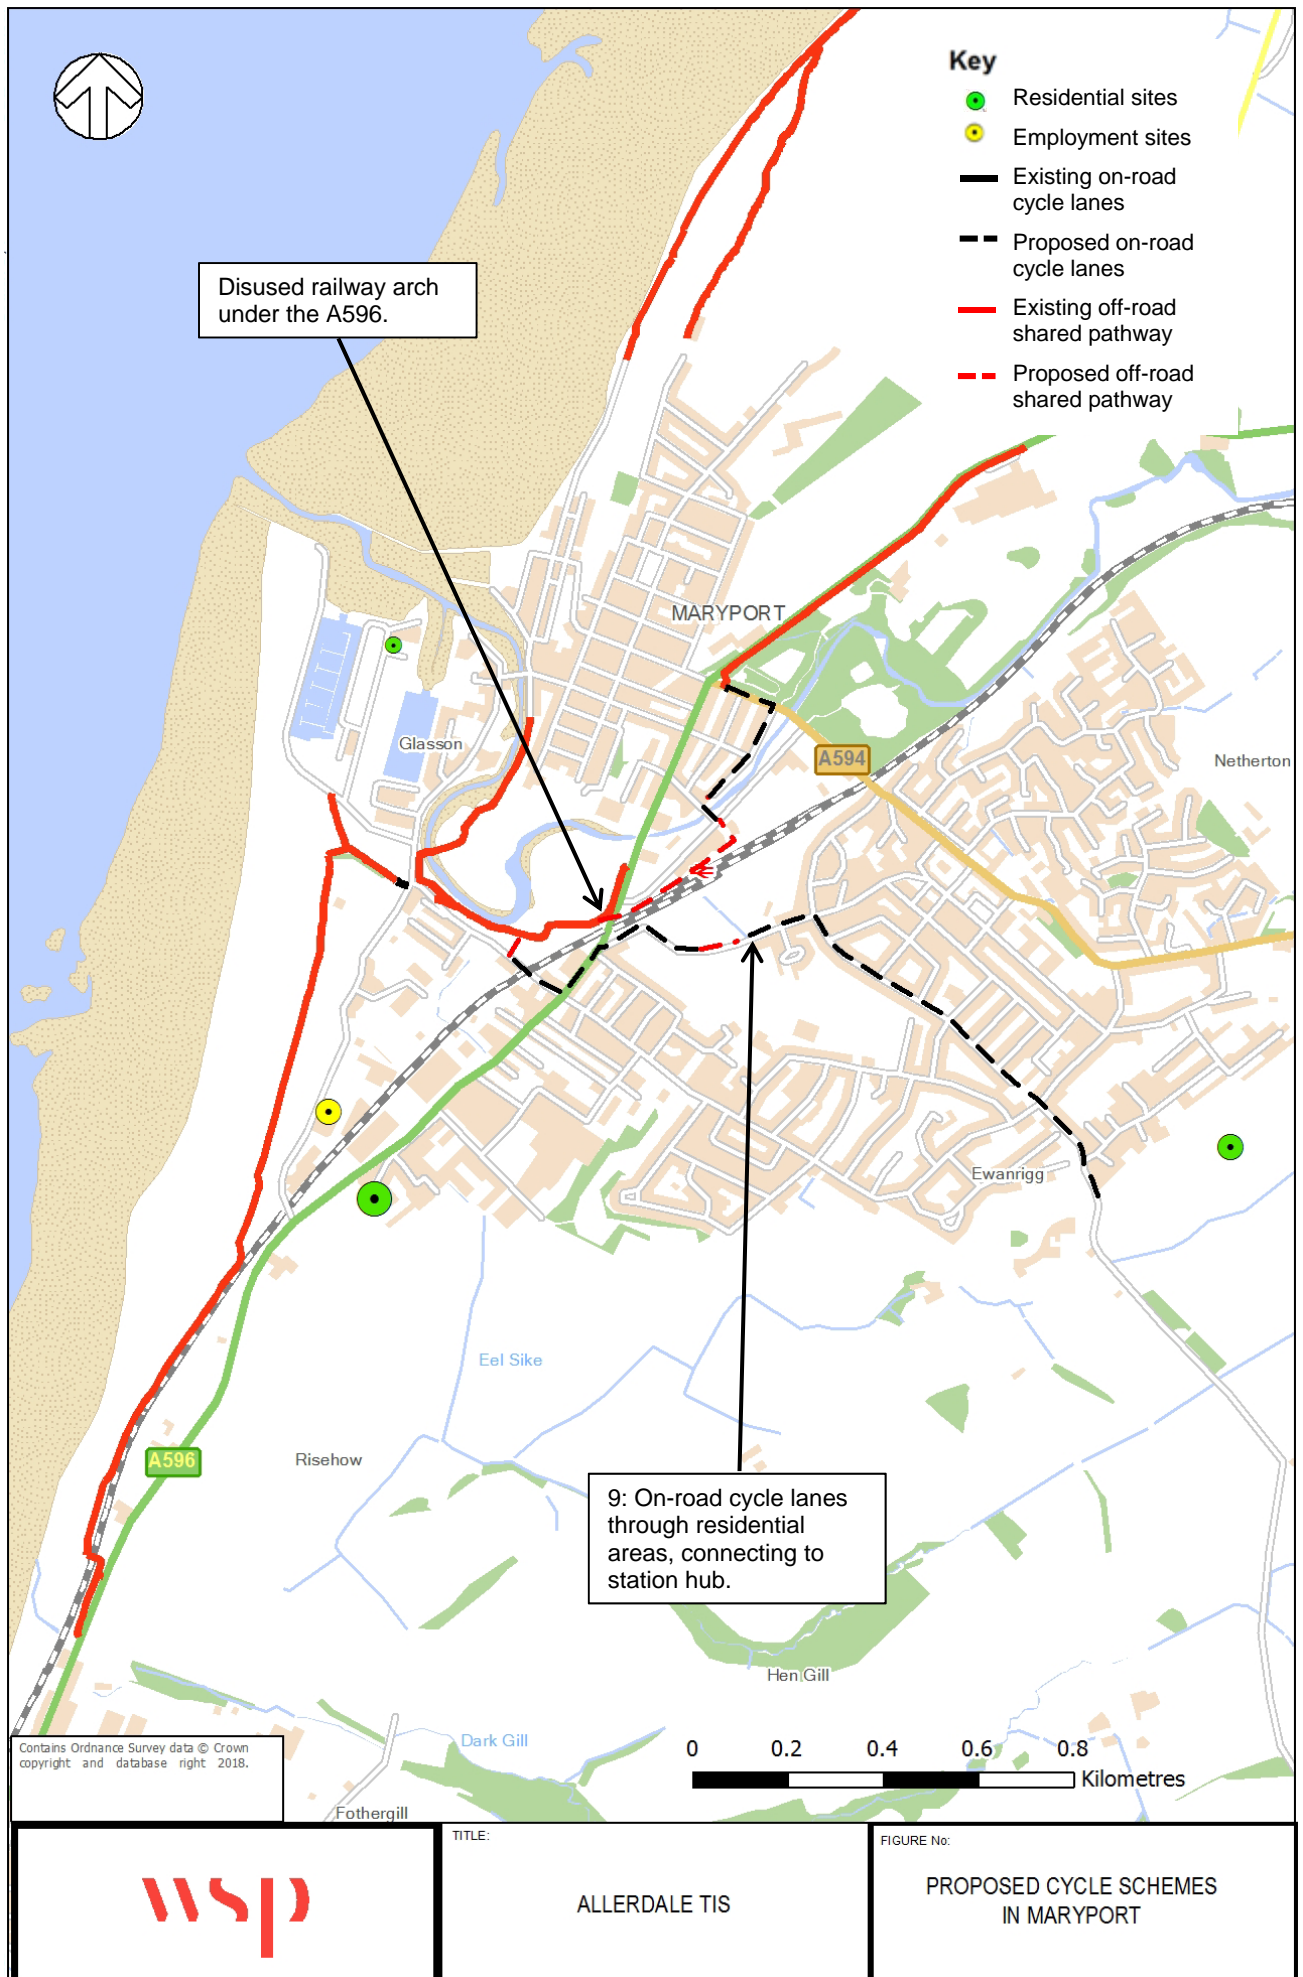 Key
Residential sites
Employment sites
Existing on-road
cycle lanes
Proposed on-road
cycle lanes
Existing off-road
shared pathway
Proposed off-road
shared pathway
Disused railway arch
under the A596.
MARYPORT
Glasson
A594
Netherton
Ewanrigg
Eel Sike
A596
Risehow
9: On-road cycle lanes
through residential
areas, connecting to
station hub.
Hen Gill
Dark Gill
Fothergill
0 0.2 0.4 0.6 0.8
Kilometres
Contains Ordnance Survey data © Crown
copyright and database right 2018.
wsp
TITLE:
ALLERDALE TIS
FIGURE No:
PROPOSED CYCLE SCHEMES
IN MARYPORT